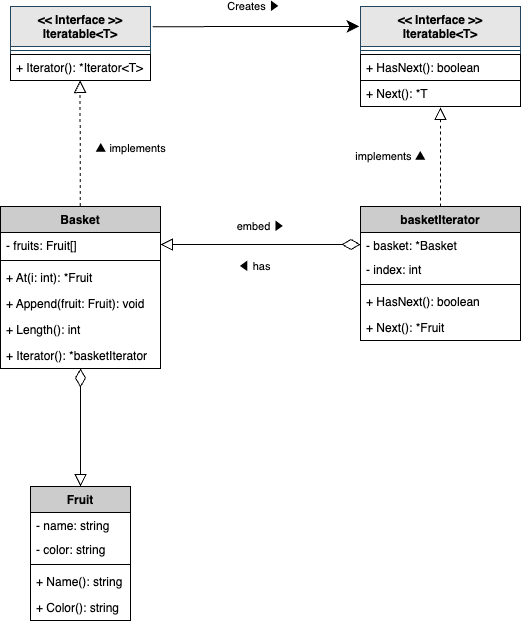 << Interface >>
Iteratable<T>
+ Iterator(): *Iterator<T>
Creates ▶
<< Interface >>
Iteratable<T>
+ HasNext(): boolean
+ Next(): *T
▲ implements
implements ▲
Basket
- fruits: Fruit[]
+ At(i: int): *Fruit
+ Append(fruit: Fruit): void
+ Length(): int
+ Iterator(): *basketIterator
embed ▶
◀ has
basketIterator
- basket: *Basket
- index: int
+ HasNext(): boolean
+ Next(): *Fruit
Fruit
- name: string
- color: string
+ Name(): string
+ Color(): string